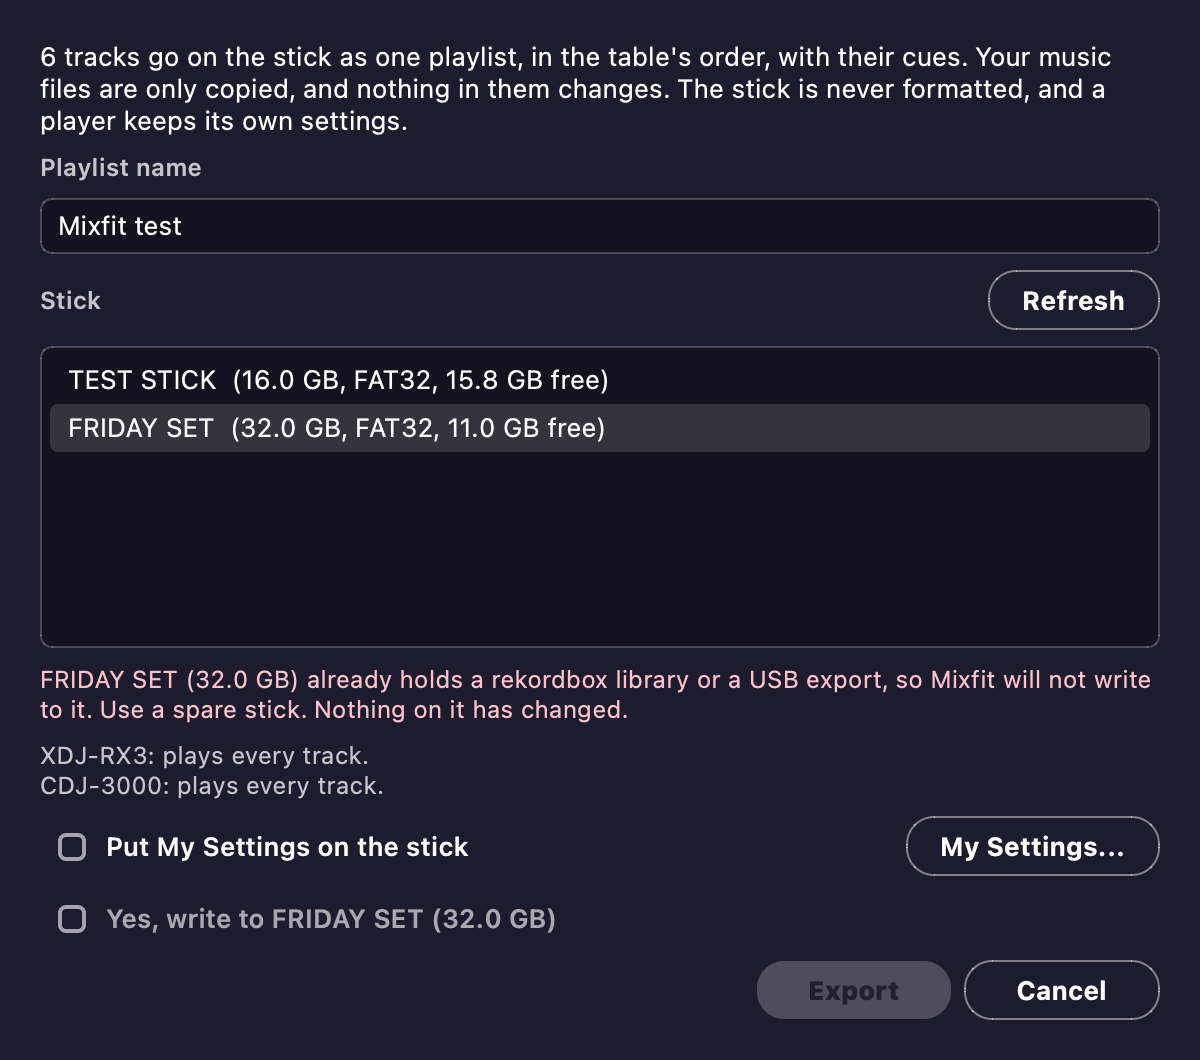 6 tracks go on the stick as one playlist, in the table's order, with their cues. Your music
files are only copied, and nothing in them changes. The stick is never formatted, and a
player keeps its own settings.
Playlist name
Mixfit test
Stick
Refresh
TEST STICK (16.0 GB, FAT32, 15.8 GB free)
FRIDAY SET (32.0 GB, FAT32, 11.0 GB free)
FRIDAY SET (32.0 GB) already holds a rekordbox library or a USB export, so Mixfit will not write
to it. Use a spare stick. Nothing on it has changed.
XDJ-RX3: plays every track.
CDJ-3000: plays every track.
Put My Settings on the stick
My Settings...
Yes, write to FRIDAY SET (32.0 GB)
Export
Cancel